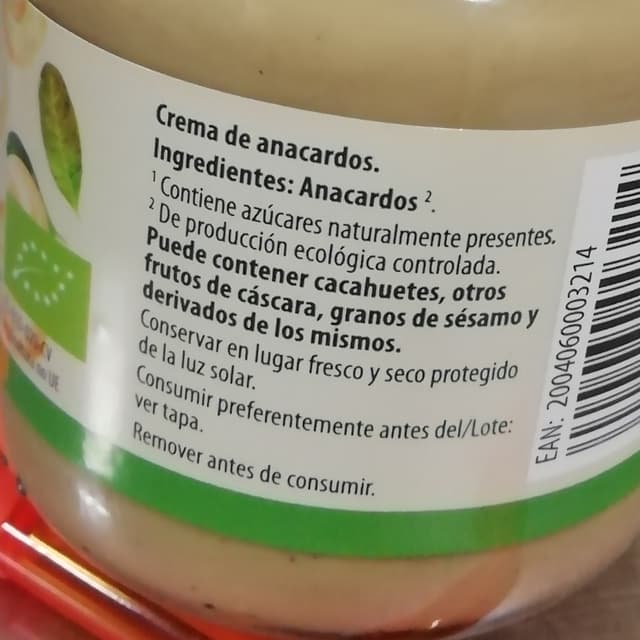 Crema de anacardos.
Ingredientes: Anacardos ².
¹ Contiene azúcares naturalmente presentes.
² De producción ecológica controlada.
Puede contener cacahuetes, otros
frutos de cáscara, granos de sésamo y
derivados de los mismos.
Conservar en lugar fresco y seco protegido
de la luz solar.
Consumir preferentemente antes del/Lote:
ver tapa.
Remover antes de consumir.
EAN: 2004060003214